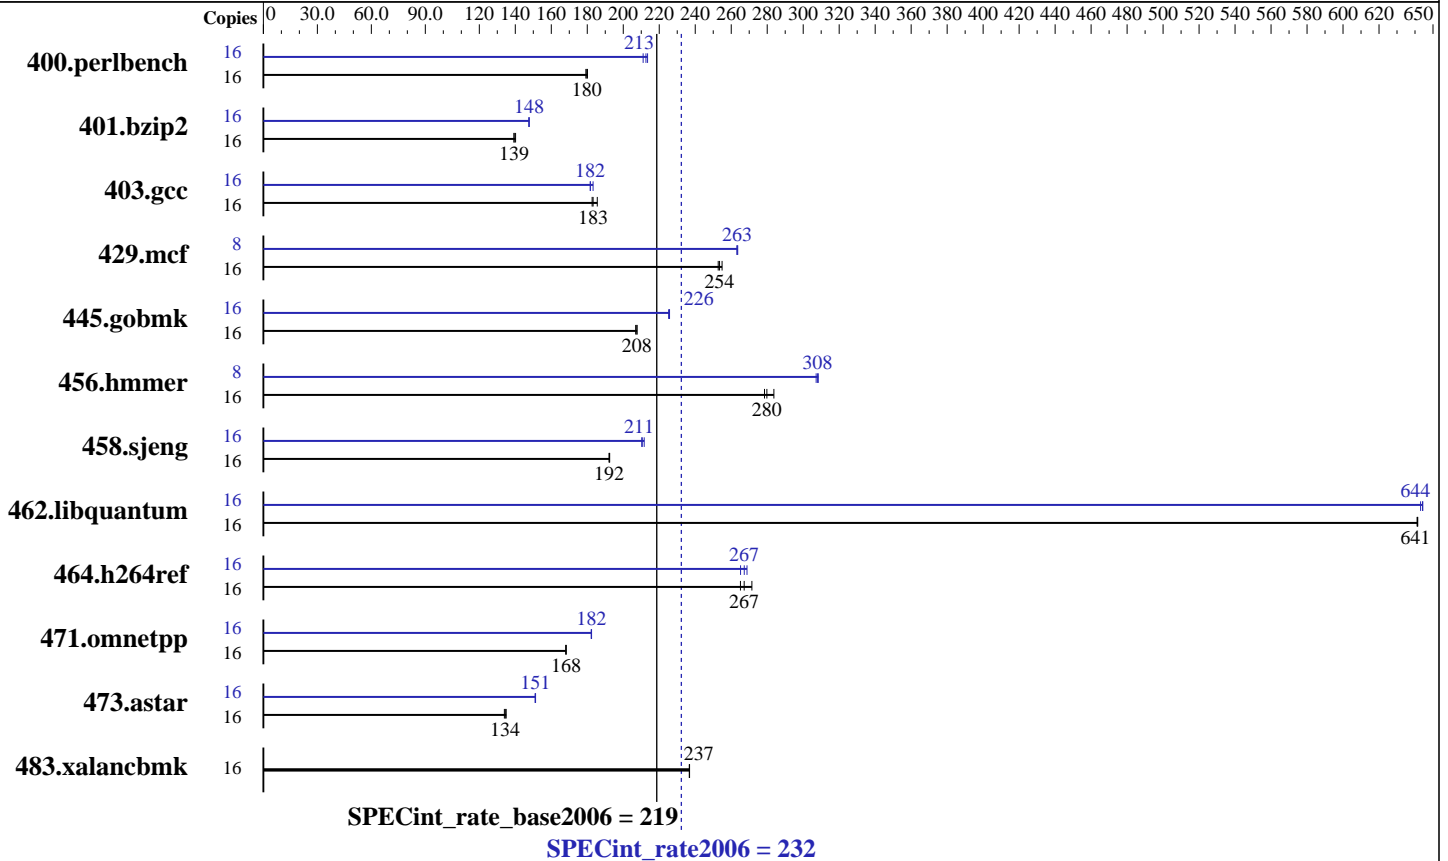 Copies 0 30.0 60.0 90.0 120 140 160 180 200 220 240 260 280 300 320 340 360 380 400 420 440 460 480 500 520 540 560 580 600 620 650
400.perlbench 16 213
16 180
401.bzip2 16 148
16 139
403.gcc 16 182
16 183
429.mcf 8 263
16 254
445.gobmk 16 226
16 208
456.hmmer 8 308
16 280
458.sjeng 16 211
16 192
462.libquantum 16 644
16 641
464.h264ref 16 267
16 267
471.omnetpp 16 182
16 168
473.astar 16 151
16 134
483.xalancbmk 16 237
SPECint_rate_base2006 = 219
SPECint_rate2006 = 232